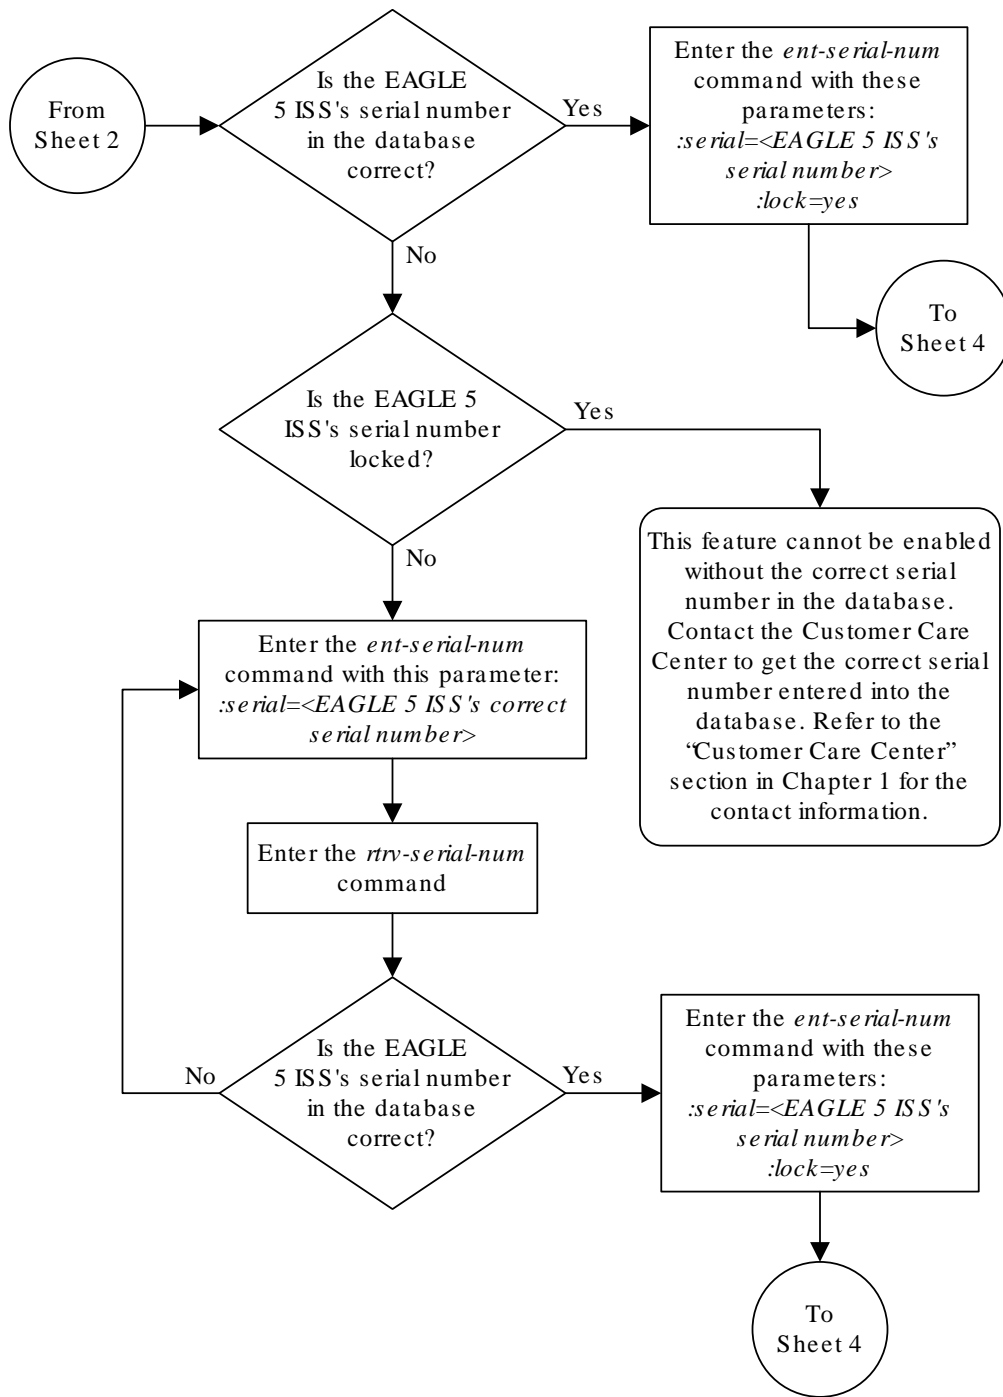 From
Sheet 2
Is the EAGLE
5 ISS's serial number
in the database
correct?
Yes
Enter the ent-serial-num
command with these
parameters:
:serial=<EAGLE 5 ISS's
serial number>
:lock=yes
No
To
Sheet 4
Is the EAGLE 5
ISS's serial number
locked?
Yes
No
This feature cannot be enabled
without the correct serial
number in the database.
Contact the Customer Care
Center to get the correct serial
number entered into the
database. Refer to the
“Customer Care Center”
section in Chapter 1 for the
contact information.
Enter the ent-serial-num
command with this parameter:
:serial=<EAGLE 5 ISS's correct
serial number>
Enter the rtrv-serial-num
command
Is the EAGLE
5 ISS's serial number
in the database
correct?
No
Yes
Enter the ent-serial-num
command with these
parameters:
:serial=<EAGLE 5 ISS's
serial number>
:lock=yes
To
Sheet 4